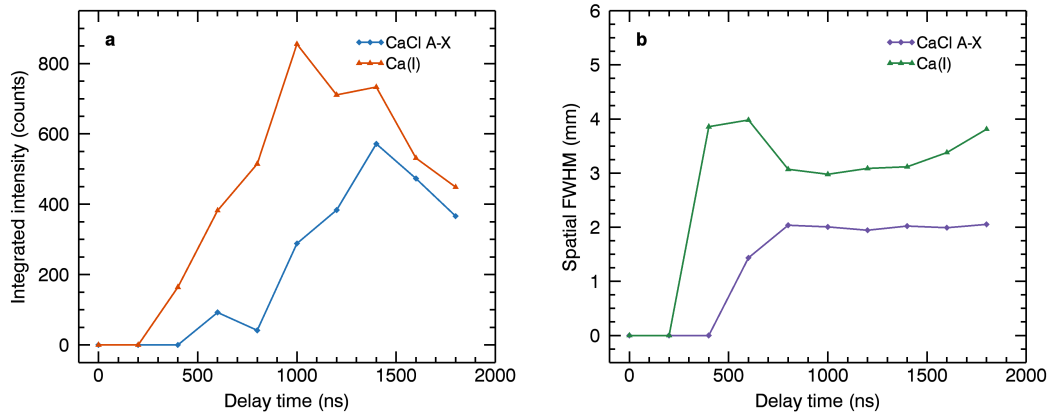 a
CaCl A-X
Ca(I)
800
600
400
200
0
Integrated intensity (counts)
0
500
1000
1500
2000
Delay time (ns)
b
CaCl A-X
Ca(I)
6
5
4
3
2
1
0
Spatial FWHM (mm)
0
500
1000
1500
2000
Delay time (ns)